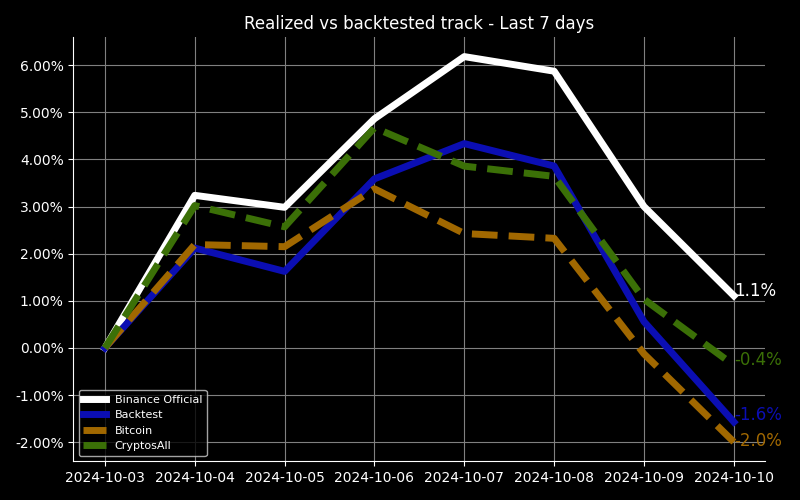 Realized vs backtested track - Last 7 days
6.00%
5.00%
4.00%
3.00%
2.00%
1.00%
0.00%
-1.00%
-2.00%
1.1%
-0.4%
-1.6%
-2.0%
Binance Official
Backtest
Bitcoin
CryptosAll
2024-10-03 2024-10-04 2024-10-05 2024-10-06 2024-10-07 2024-10-08 2024-10-09 2024-10-10